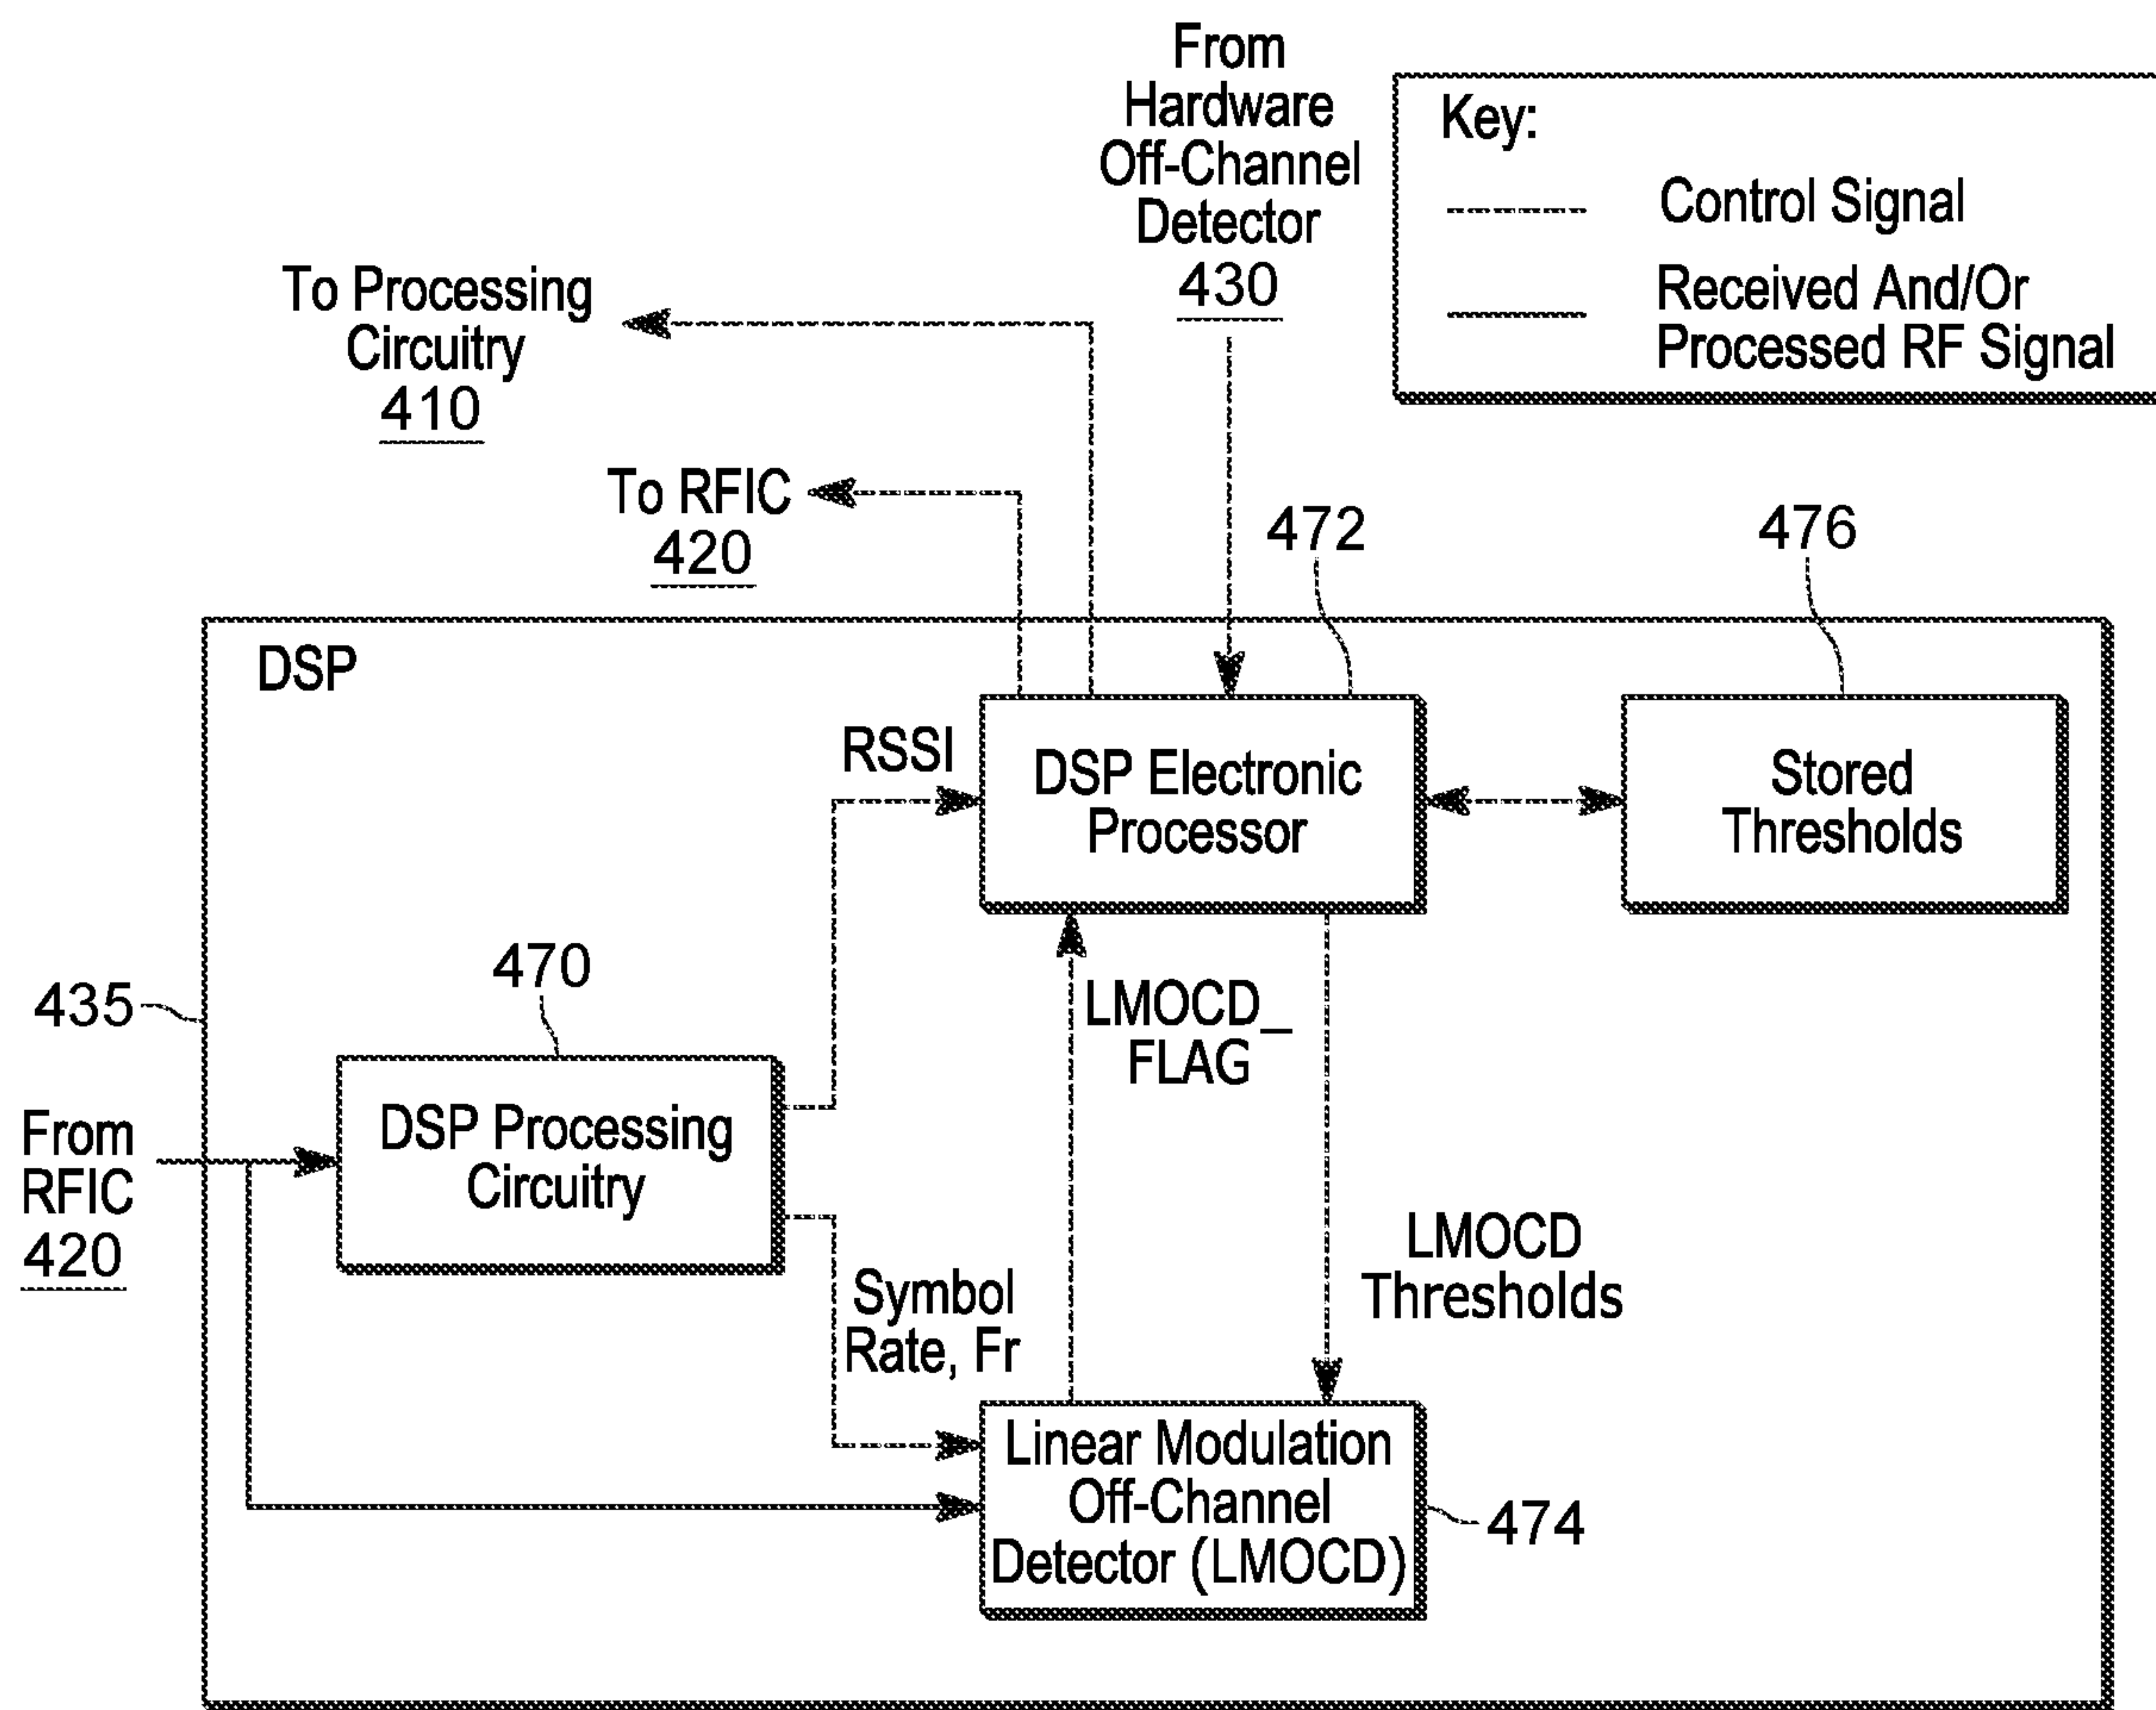 From
Hardware
Off-Channel
Detector
430
Key:
Control Signal
Received And/Or
Processed RF Signal
To Processing
Circuitry
410
To RFIC
420
472
476
DSP
RSSI
DSP Electronic
Processor
Stored
Thresholds
470
435
LMOCD_
FLAG
From
RFIC
420
DSP Processing
Circuitry
LMOCD
Thresholds
Symbol
Rate, Fr
Linear Modulation
Off-Channel
Detector (LMOCD)
474